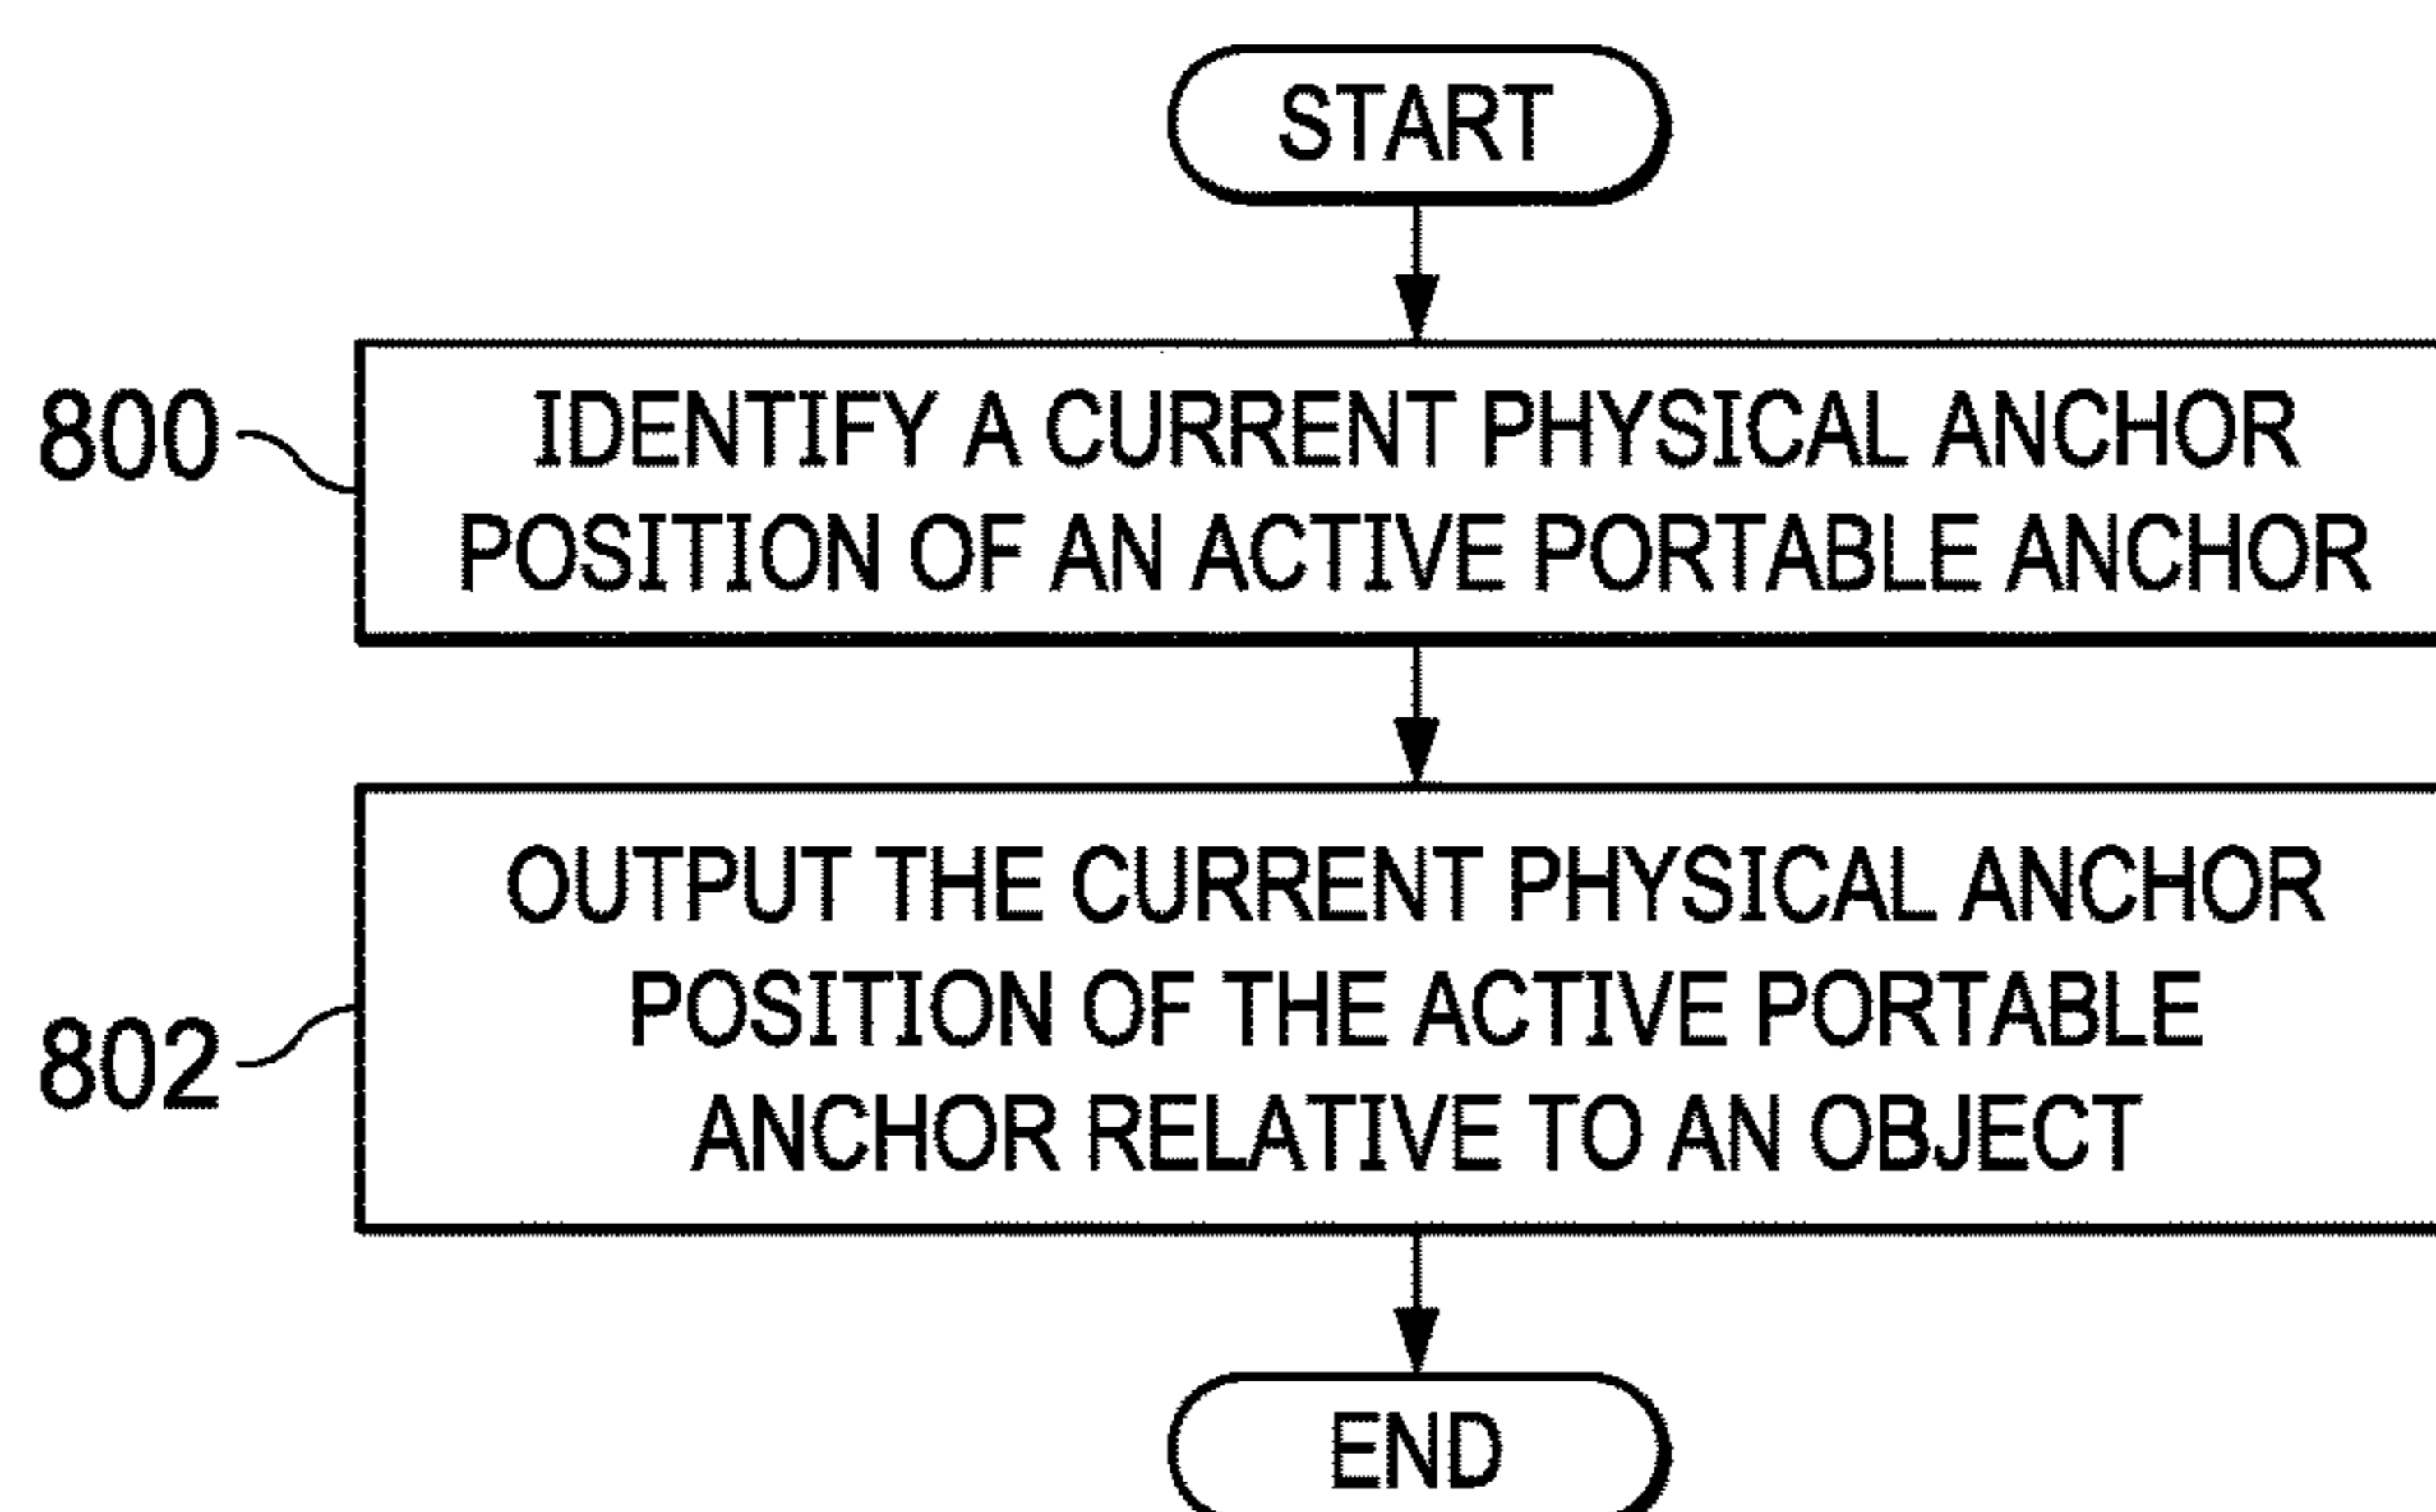 START
800
IDENTIFY A CURRENT PHYSICAL ANCHOR
POSITION OF AN ACTIVE PORTABLE ANCHOR
802
OUTPUT THE CURRENT PHYSICAL ANCHOR
POSITION OF THE ACTIVE PORTABLE
ANCHOR RELATIVE TO AN OBJECT
END